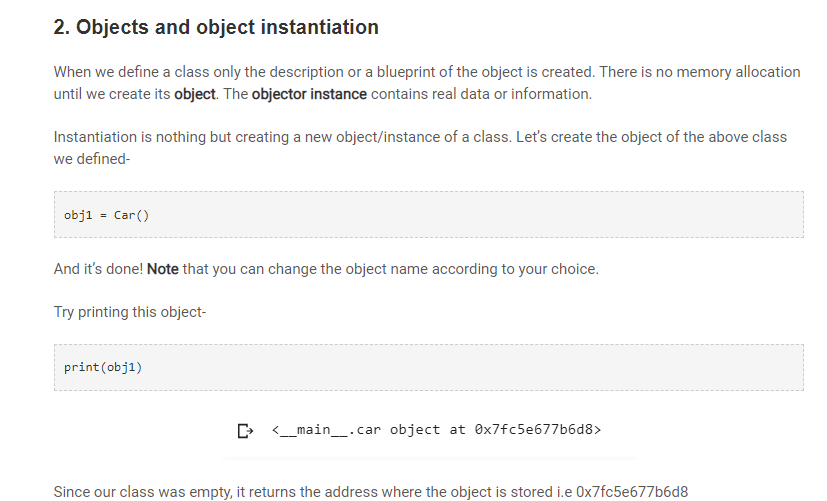 2. Objects and object instantiation
When we define a class only the description or a blueprint of the object is created. There is no memory allocation
until we create its object. The objector instance contains real data or information.
Instantiation is nothing but creating a new object/instance of a class. Let’s create the object of the above class
we defined-
obj1 = Car()
And it’s done! Note that you can change the object name according to your choice.
Try printing this object-
print(obj1)
<__main__.car object at 0x7fc5e677b6d8>
Since our class was empty, it returns the address where the object is stored i.e 0x7fc5e677b6d8